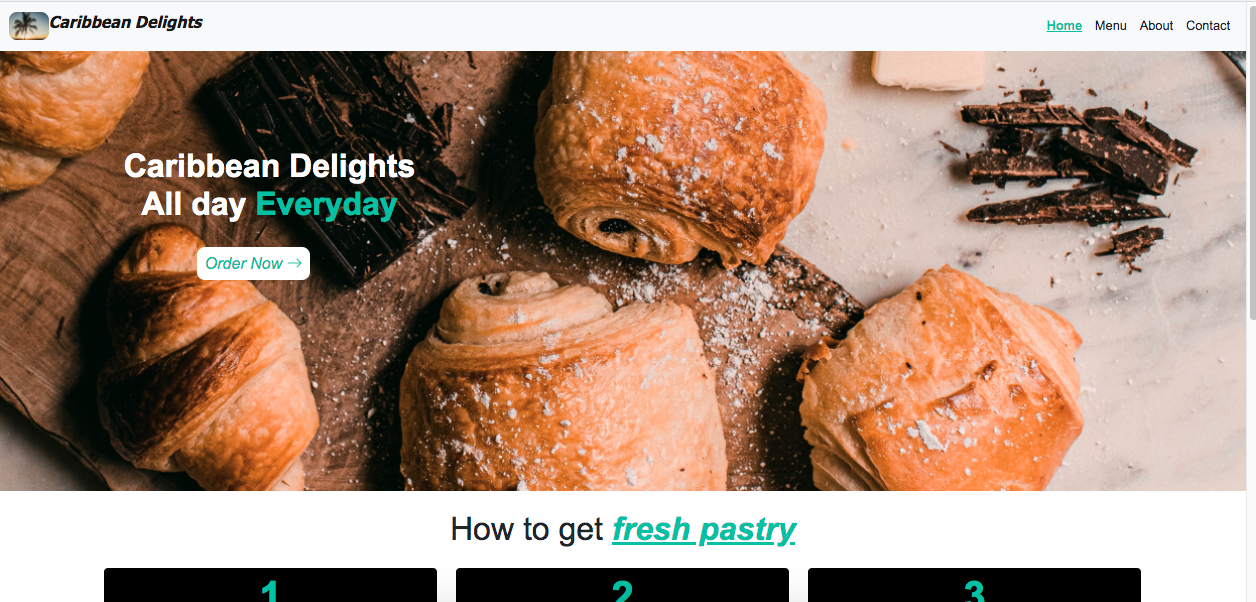 Caribbean Delights
Home Menu About Contact
Caribbean Delights
All day Everyday
Order Now →
How to get fresh pastry
1 2 3